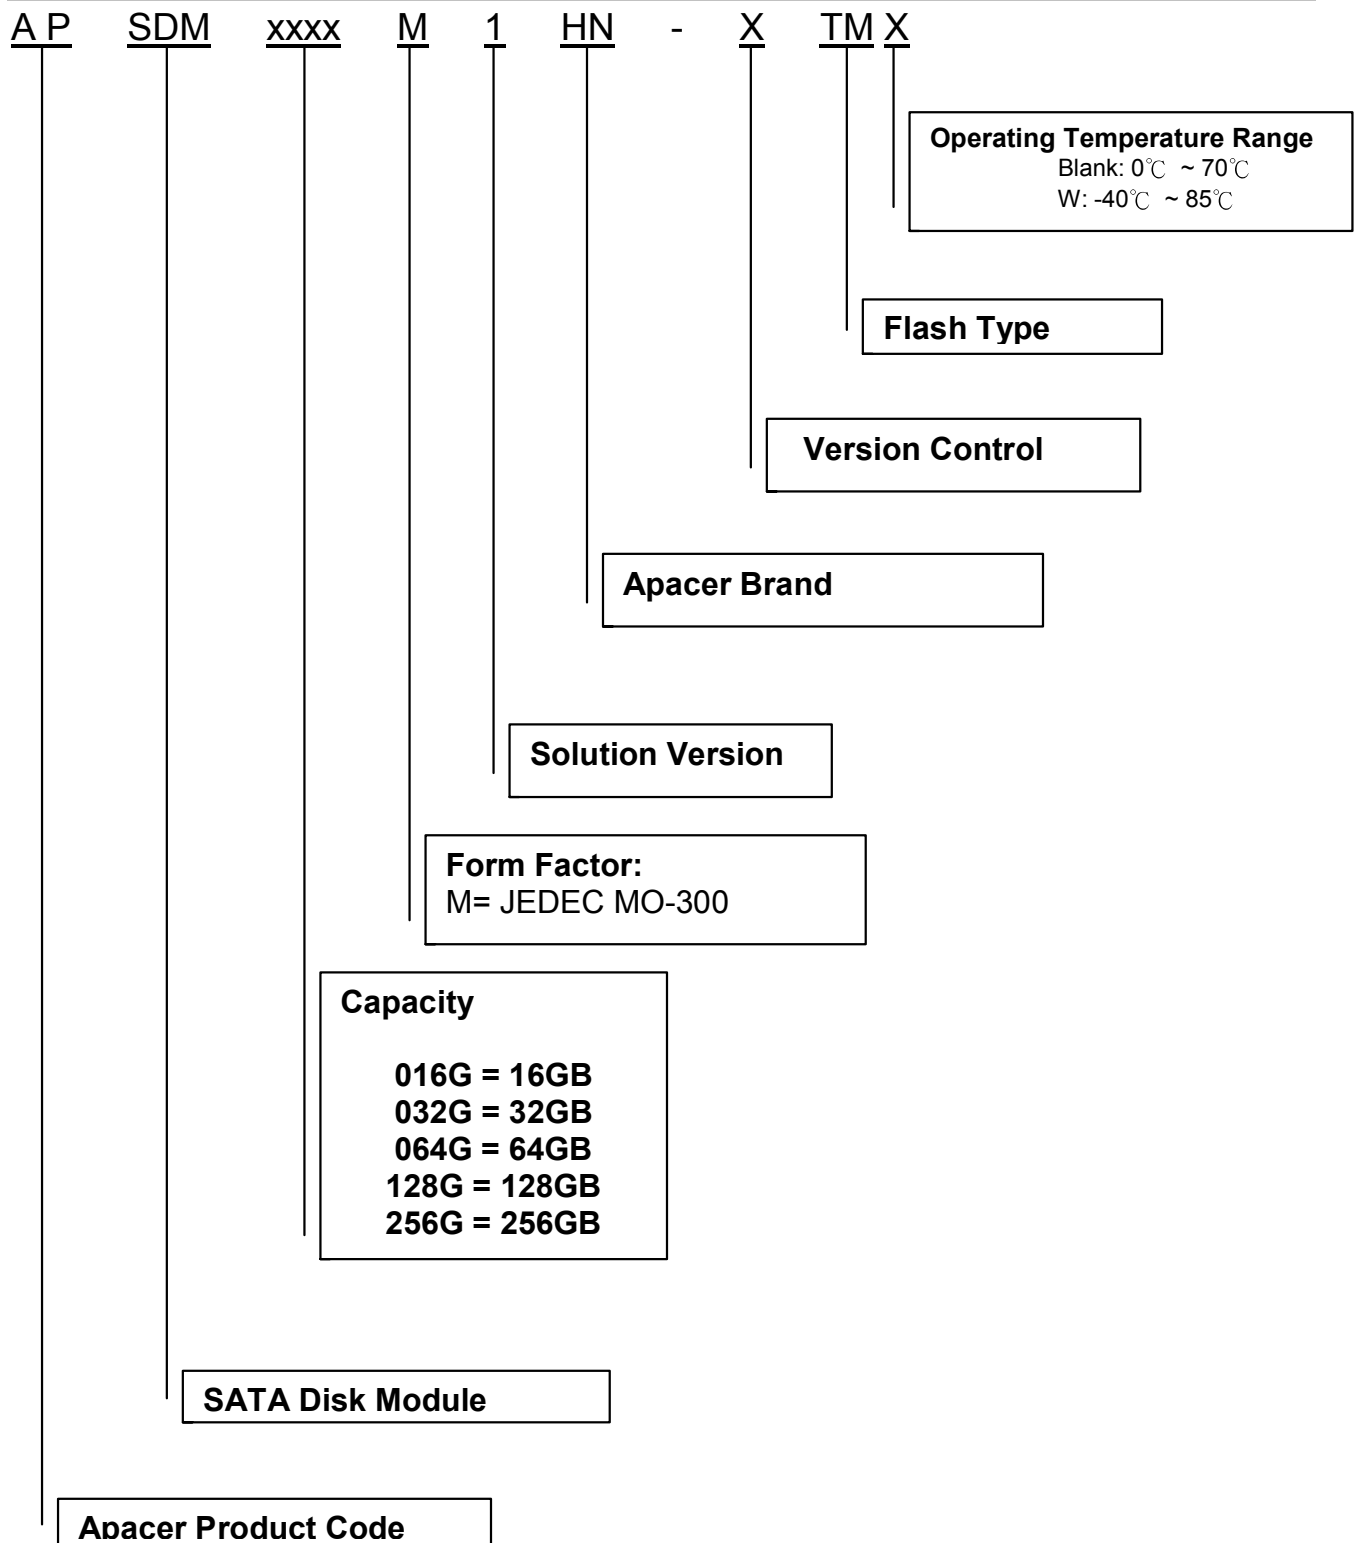 AP SDM xxxx M 1 HN - X TM X
Operating Temperature Range
Blank: 0℃ ~ 70℃
W: -40℃ ~ 85℃
Flash Type
Version Control
Apacer Brand
Solution Version
Form Factor:
M= JEDEC MO-300
Capacity
016G = 16GB
032G = 32GB
064G = 64GB
128G = 128GB
256G = 256GB
SATA Disk Module
Apacer Product Code